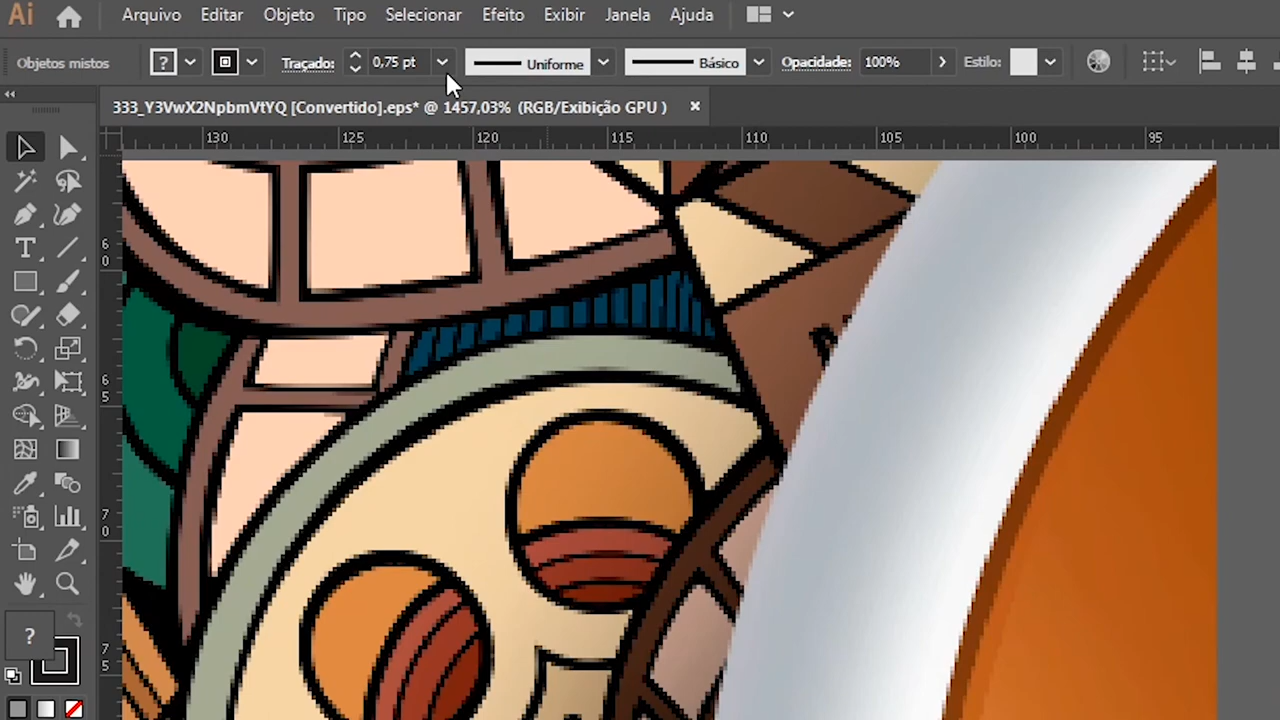 Ai Arquivo Editar Objeto Tipo Selecionar Efeito Exibir Janela Ajuda
Objetos mistos ? Traçado: 0,75 pt Uniforme Básico Opacidade: 100% Estilo:
333_Y3VwX2NpbmVtYQ [Convertido].eps* @ 1457,03% (RGB/Exibição GPU ) ×
130 125 120 115 110 105 100 95
6
0
6
5
7
0
7
5
T
?